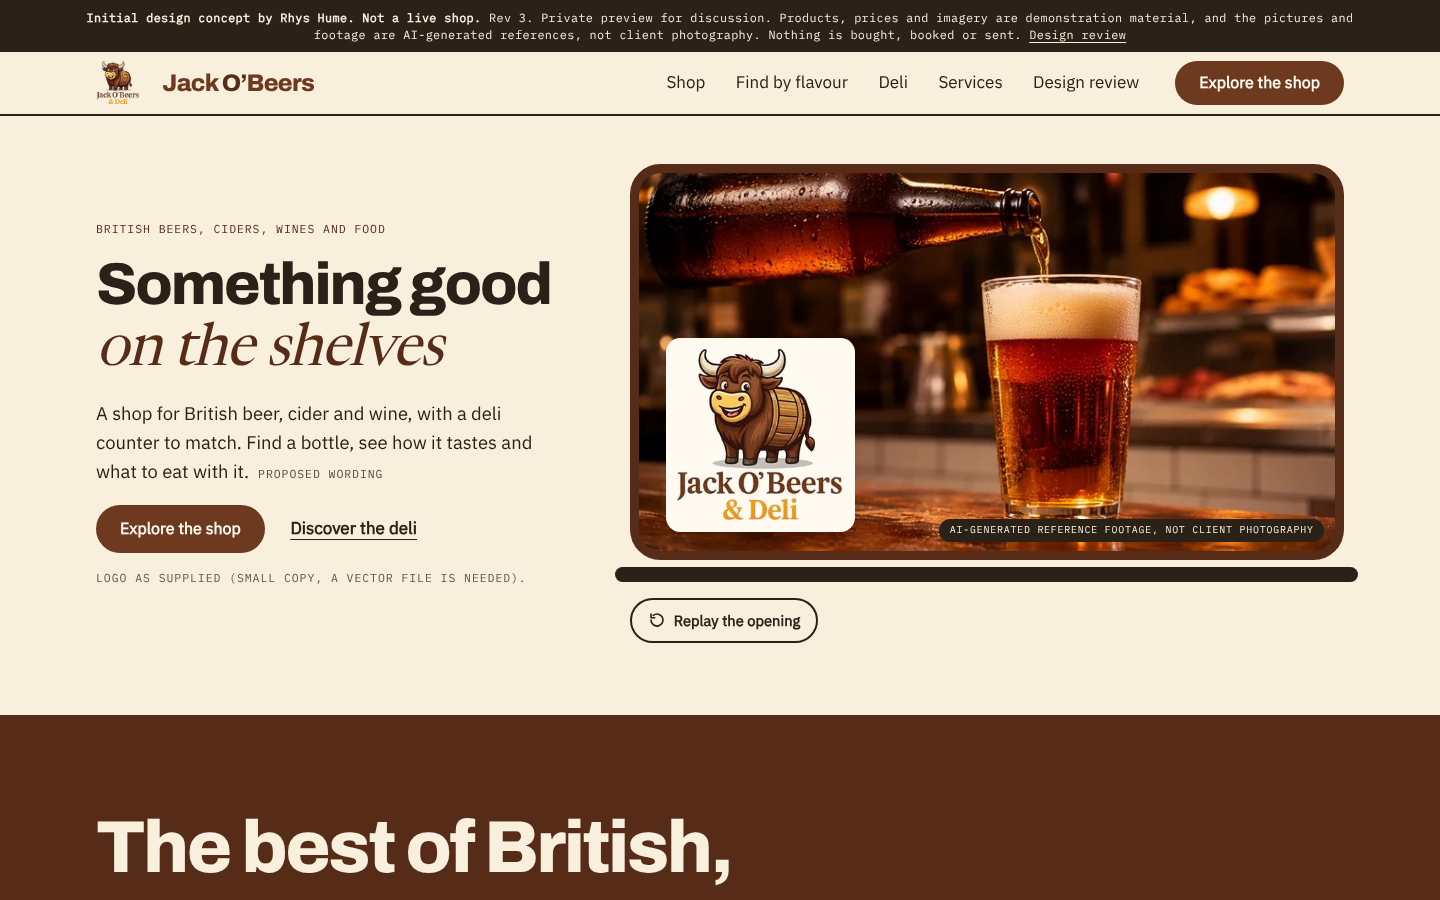 Initial design concept by Rhys Hume. Not a live shop. Rev 3. Private preview for discussion. Products, prices and imagery are demonstration material, and the pictures and
footage are AI-generated references, not client photography. Nothing is bought, booked or sent. Design review
Jack O'Beers
& Deli
Jack O’Beers
Shop
Find by flavour
Deli
Services
Design review
Explore the shop
BRITISH BEERS, CIDERS, WINES AND FOOD
Something good
on the shelves
A shop for British beer, cider and wine, with a deli
counter to match. Find a bottle, see how it tastes and
what to eat with it. PROPOSED WORDING
Explore the shop
Discover the deli
LOGO AS SUPPLIED (SMALL COPY, A VECTOR FILE IS NEEDED).
Jack O’Beers
& Deli
AI-GENERATED REFERENCE FOOTAGE, NOT CLIENT PHOTOGRAPHY
Replay the opening
The best of British,